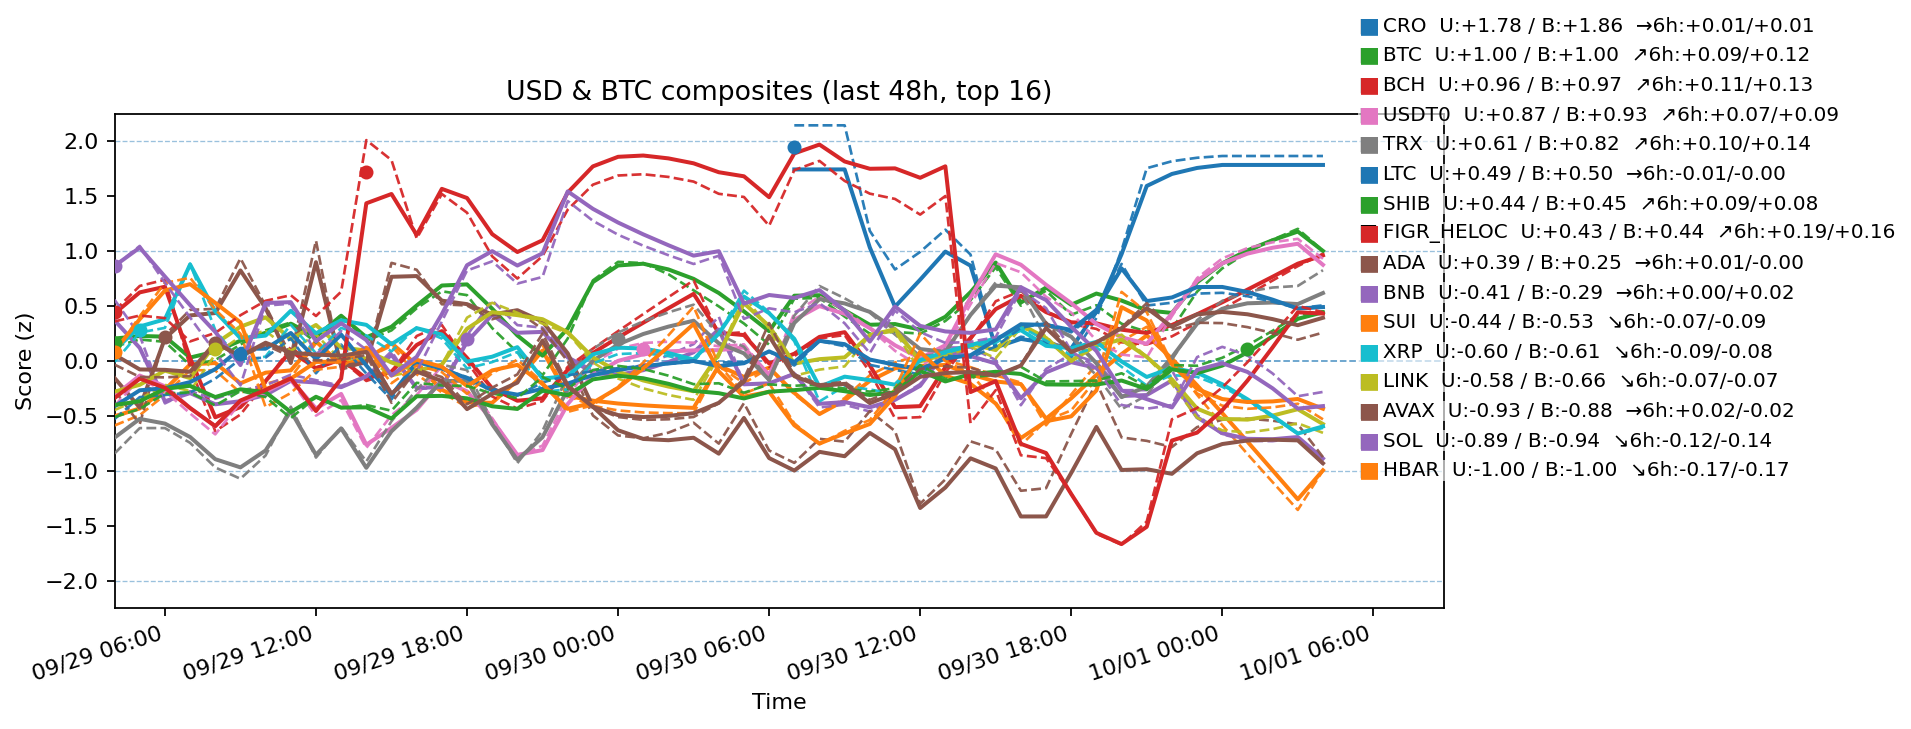 USD & BTC composites (last 48h, top 16)
CRO U:+1.78 / B:+1.86 →6h:+0.01/+0.01
BTC U:+1.00 / B:+1.00 ↗6h:+0.09/+0.12
BCH U:+0.96 / B:+0.97 ↗6h:+0.11/+0.13
USDT0 U:+0.87 / B:+0.93 ↗6h:+0.07/+0.09
TRX U:+0.61 / B:+0.82 ↗6h:+0.10/+0.14
LTC U:+0.49 / B:+0.50 →6h:-0.01/-0.00
SHIB U:+0.44 / B:+0.45 ↗6h:+0.09/+0.08
FIGR_HELOC U:+0.43 / B:+0.44 ↗6h:+0.19/+0.16
ADA U:+0.39 / B:+0.25 →6h:+0.01/-0.00
BNB U:-0.41 / B:-0.29 →6h:+0.00/+0.02
SUI U:-0.44 / B:-0.53 ↘6h:-0.07/-0.09
XRP U:-0.60 / B:-0.61 ↘6h:-0.09/-0.08
LINK U:-0.58 / B:-0.66 ↘6h:-0.07/-0.07
AVAX U:-0.93 / B:-0.88 →6h:+0.02/-0.02
SOL U:-0.89 / B:-0.94 ↘6h:-0.12/-0.14
HBAR U:-1.00 / B:-1.00 ↘6h:-0.17/-0.17
Score (z)
2.0
1.5
1.0
0.5
0.0
−0.5
−1.0
−1.5
−2.0
09/29 06:00
09/29 12:00
09/29 18:00
09/30 00:00
09/30 06:00
09/30 12:00
09/30 18:00
10/01 00:00
10/01 06:00
Time